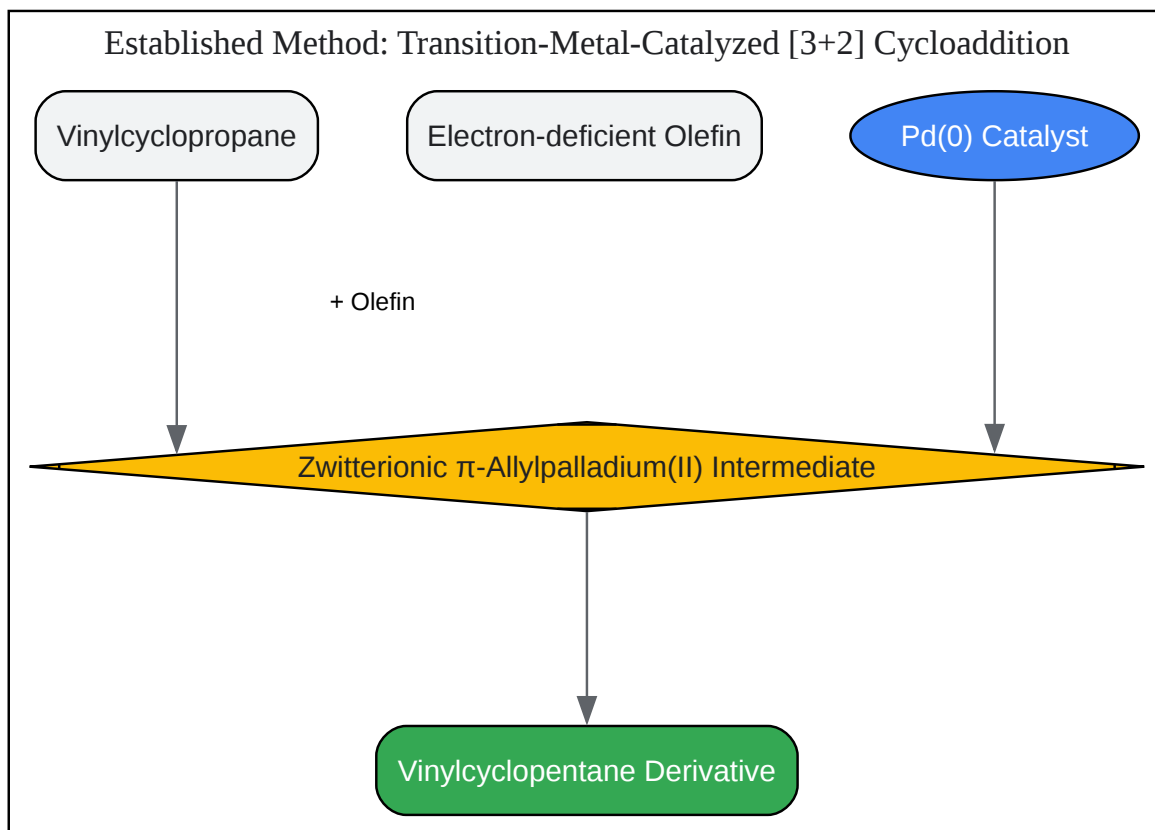 Established Method: Transition-Metal-Catalyzed [3+2] Cycloaddition
Vinylcyclopropane
Electron-deficient Olefin
Pd(0) Catalyst
+ Olefin
Zwitterionic π-Allylpalladium(II) Intermediate
Vinylcyclopentane Derivative